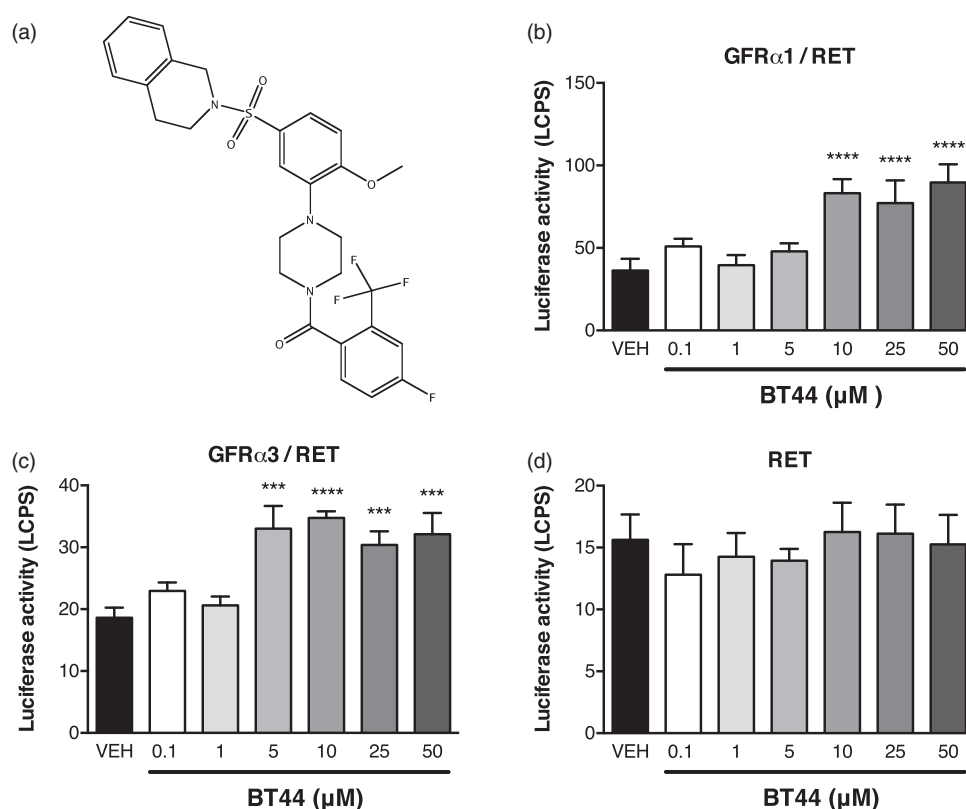 (a)
N
S
O
O
O
N
N
F
F
F
O
F
(b)
GFRα1 / RET
Luciferase activity (LCPS)
150
100
50
0
****
****
****
VEH 0.1 1 5 10 25 50
BT44 (µM )
(c)
GFRα3 / RET
Luciferase activity (LCPS)
40
30
20
10
0
***
****
***
***
VEH 0.1 1 5 10 25 50
BT44 (µM)
(d)
RET
Luciferase activity (LCPS)
20
15
10
5
0
VEH 0.1 1 5 10 25 50
BT44 (µM)